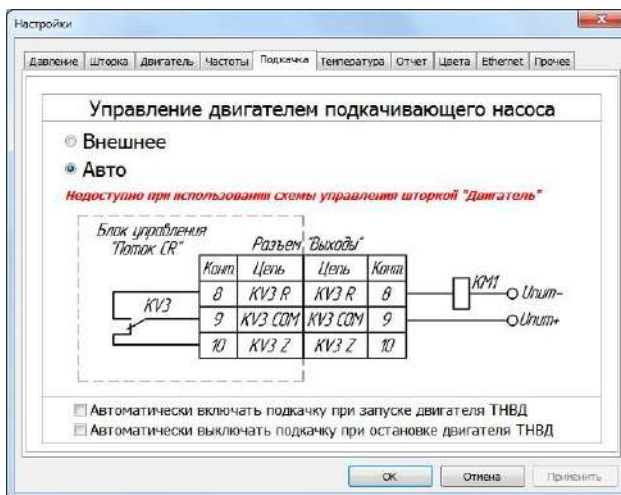 Настройки
Давление Шторка Двигатель Частоты Подкачка Температура Отчет Цвета Ethernet Прочее
Управление двигателем подкачивающего насоса
Внешнее
Авто
Недоступно при использования схемы управления шторкой "Двигатель"
Блок управления
"Поток CR"
Разъем "Выходы"
Конт Цепь Цепь Конт
8 KV3 R KV3 R 8
9 KV3 COM KV3 COM 9
10 KV3 Z KV3 Z 10
KV3
KM1
Uпит-
Uпит+
Автоматически включать подкачку при запуске двигателя ТНВД
Автоматически выключать подкачку при остановке двигателя ТНВД
OK Отмена Применить